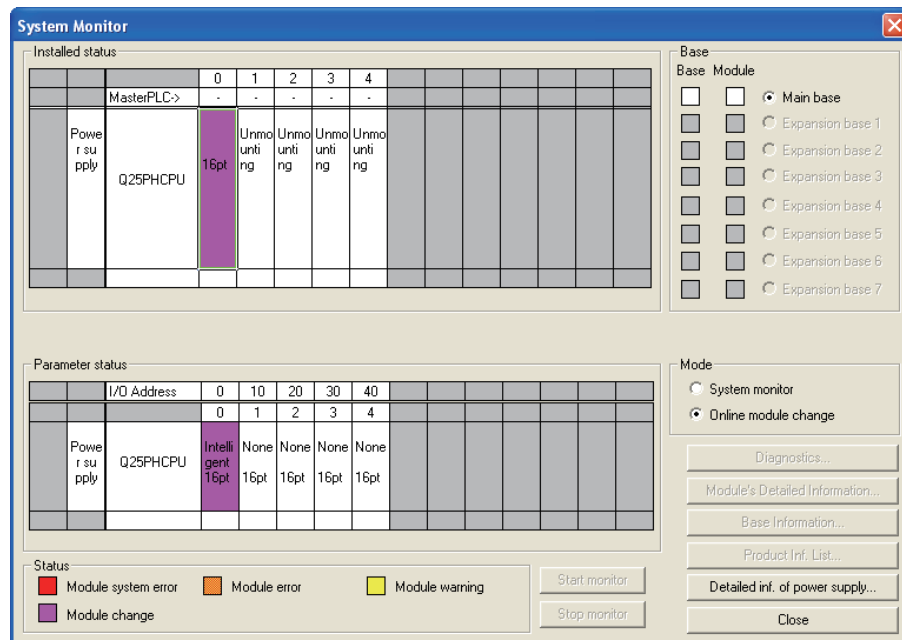 System Monitor
Installed status
0 1 2 3 4
MasterPLC-> - - - - -
Powe
r su
pply
Q25PHCPU
16pt
Unmo
unti
ng
Unmo
unti
ng
Unmo
unti
ng
Unmo
unti
ng
Base
Base Module
Main base
Expansion base 1
Expansion base 2
Expansion base 3
Expansion base 4
Expansion base 5
Expansion base 6
Expansion base 7
Parameter status
I/O Address 0 10 20 30 40
0 1 2 3 4
Powe
r su
pply
Q25PHCPU
Intelli
gent
16pt
None
16pt
None
16pt
None
16pt
None
16pt
Mode
System monitor
Online module change
Diagnostics...
Module's Detailed Information...
Base Information...
Product Inf. List...
Detailed inf. of power supply...
Close
Status
Module system error
Module error
Module warning
Module change
Start monitor
Stop monitor